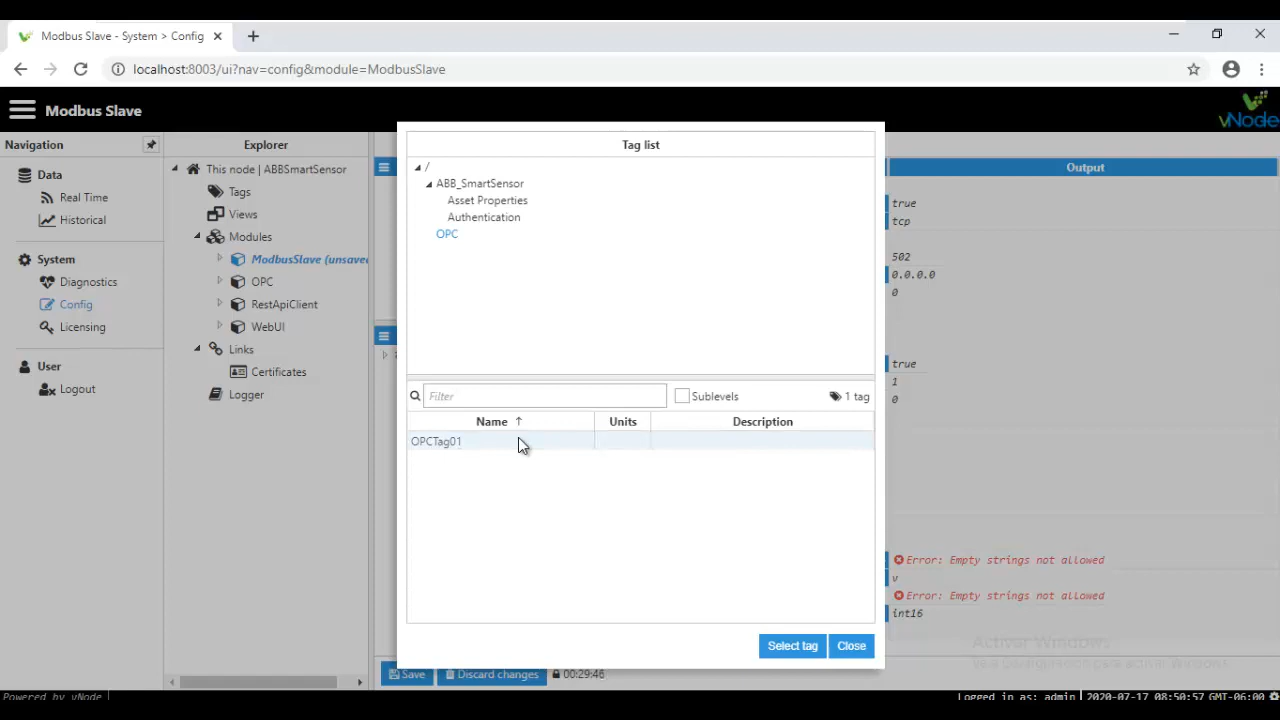 Modbus Slave - System > Config
localhost:8003/ui?nav=config&module=ModbusSlave
Modbus Slave
vNode
Navigation
Data
Real Time
Historical
System
Diagnostics
Config
Licensing
User
Logout
Explorer
This node | ABBSmartSensor
Tags
Views
Modules
ModbusSlave (unsave
OPC
RestApiClient
WebUI
Links
Certificates
Logger
Tag list
/
ABB_SmartSensor
Asset Properties
Authentication
OPC
Filter
Sublevels
1 tag
Name ↑ Units Description
OPCTag01
Select tag Close
Output
true
tcp
502
0.0.0.0
0
true
1
0
Error: Empty strings not allowed
v
Error: Empty strings not allowed
int16
Activar Windows
Save Discard changes 00:29:46
Powered by vNode Logged in as: admin 2020-07-17 08:50:57 GMT-06:00